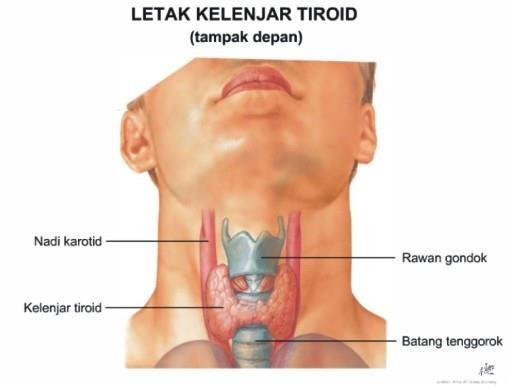 LETAK KELENJAR TIROID
(tampak depan)
Nadi karotid
Rawan gondok
Kelenjar tiroid
Batang tenggorok